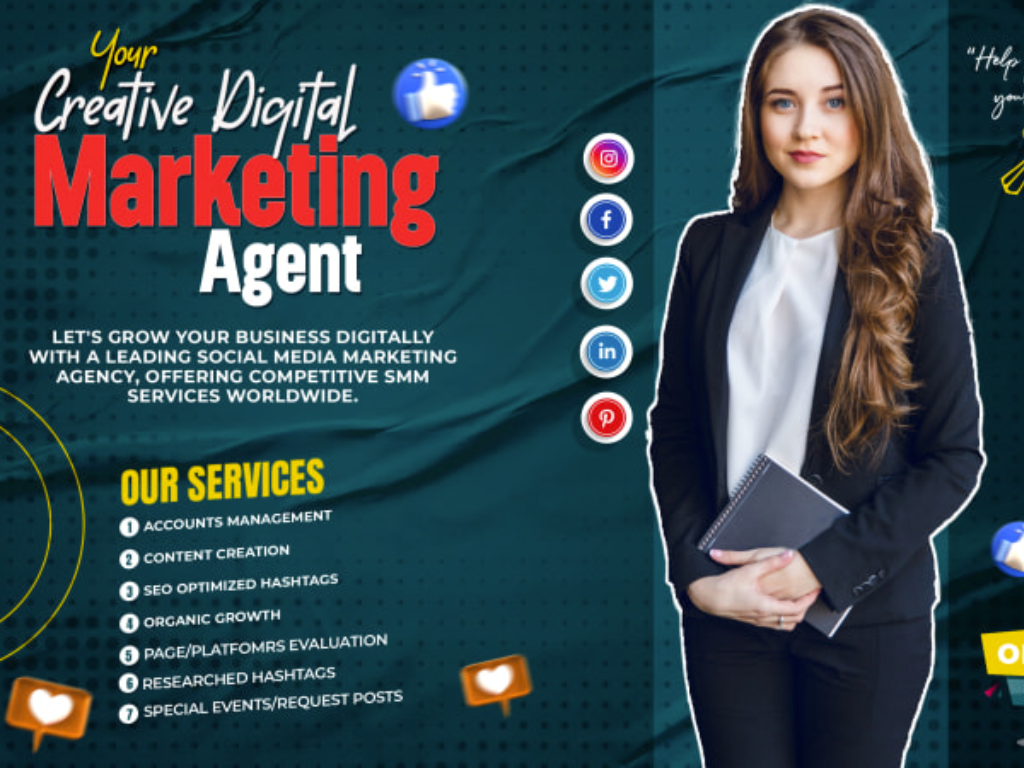 Your
Creative Digital
Marketing
Agent
LET'S GROW YOUR BUSINESS DIGITALLY
WITH A LEADING SOCIAL MEDIA MARKETING
AGENCY, OFFERING COMPETITIVE SMM
SERVICES WORLDWIDE.
OUR SERVICES
1 ACCOUNTS MANAGEMENT
2 CONTENT CREATION
3 SEO OPTIMIZED HASHTAGS
4 ORGANIC GROWTH
5 PAGE/PLATFOMRS EVALUATION
6 RESEARCHED HASHTAGS
7 SPECIAL EVENTS/REQUEST POSTS
in
"Help